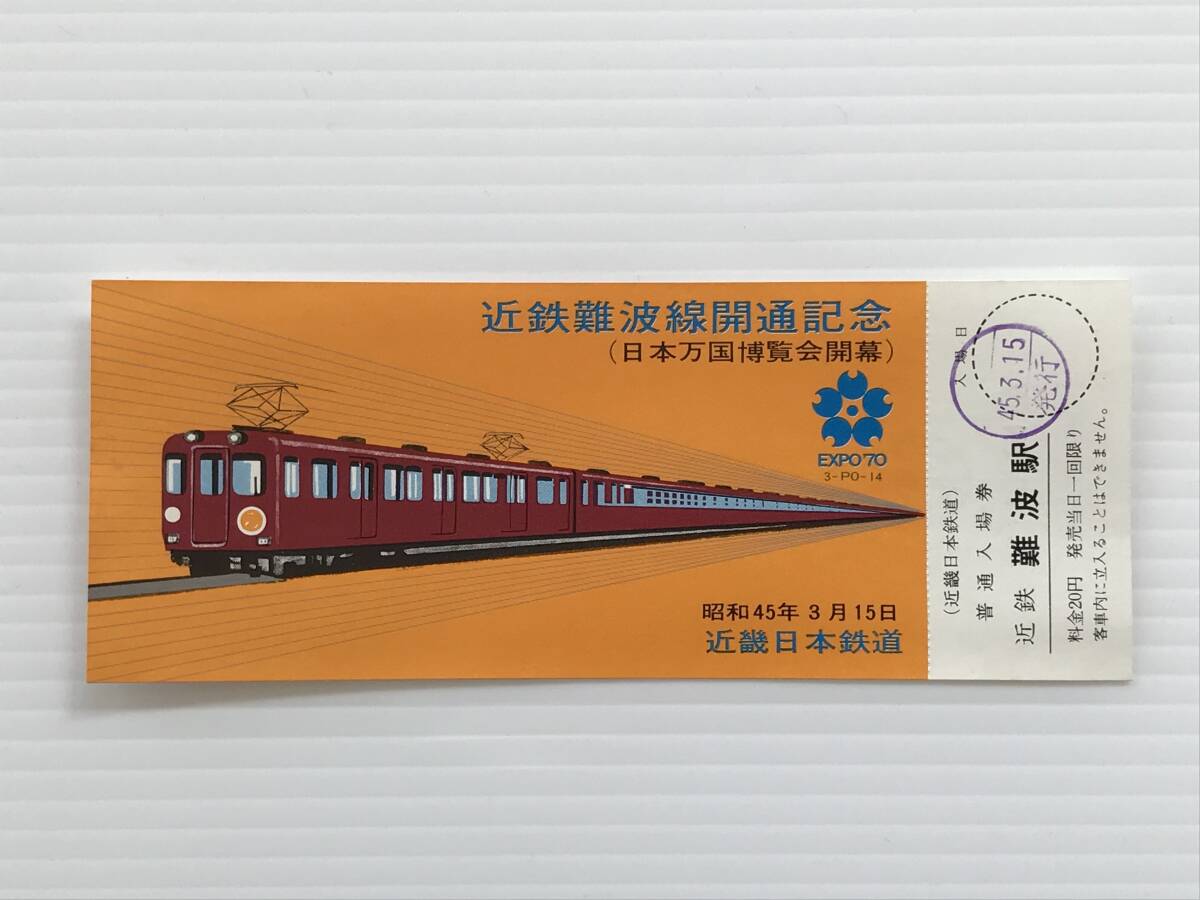 近鉄難波線開通記念
(日本万国博覧会開幕)
EXPO'70
3-PO-14
昭和45年3月15日
近畿日本鉄道
入場日
45.3.15
発行
(近畿日本鉄道)
普通入場券
近鉄 難波駅
料金20円 発売当日一回限り
客車内に立入ることはできません。